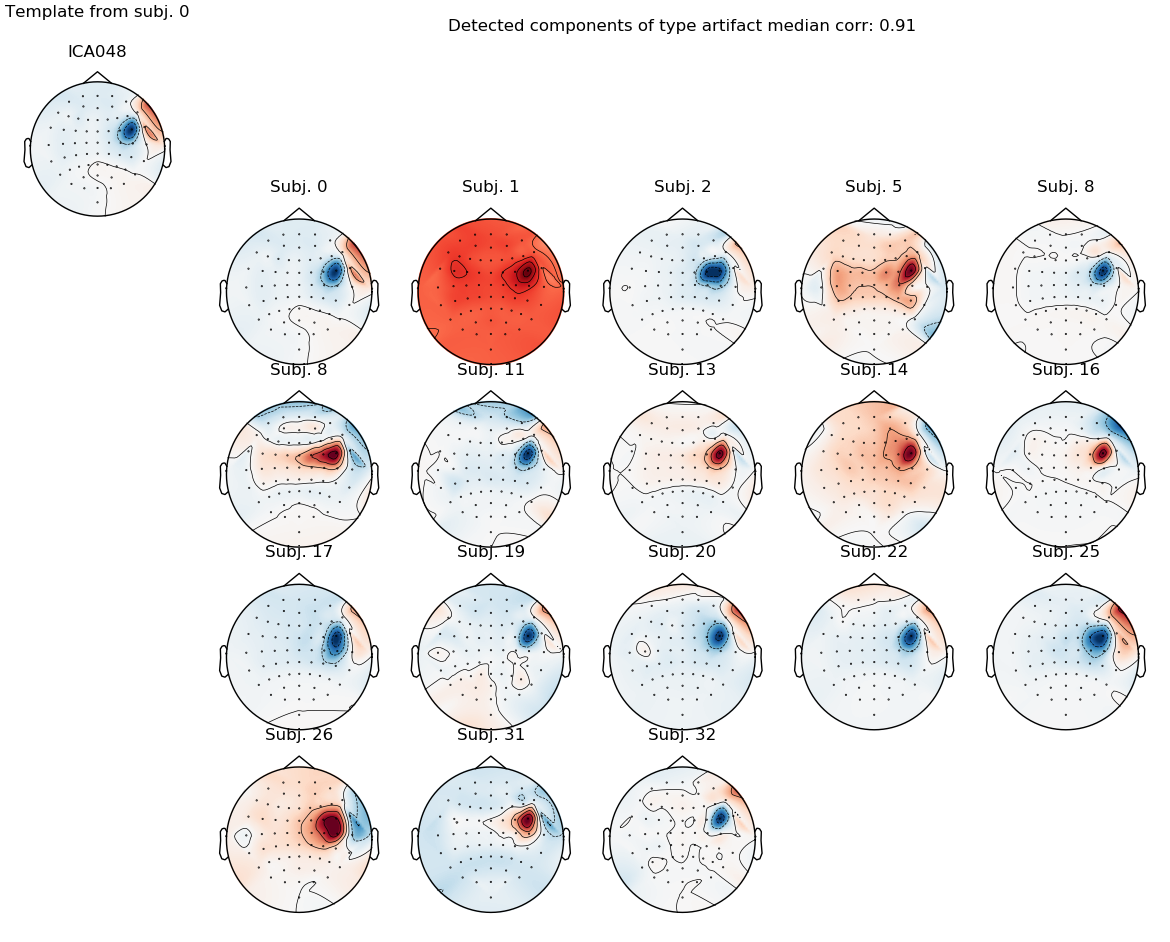 Template from subj. 0
Detected components of type artifact median corr: 0.91
ICA048
Subj. 0 Subj. 1 Subj. 2 Subj. 5 Subj. 8
Subj. 8 Subj. 11 Subj. 13 Subj. 14 Subj. 16
Subj. 17 Subj. 19 Subj. 20 Subj. 22 Subj. 25
Subj. 26 Subj. 31 Subj. 32